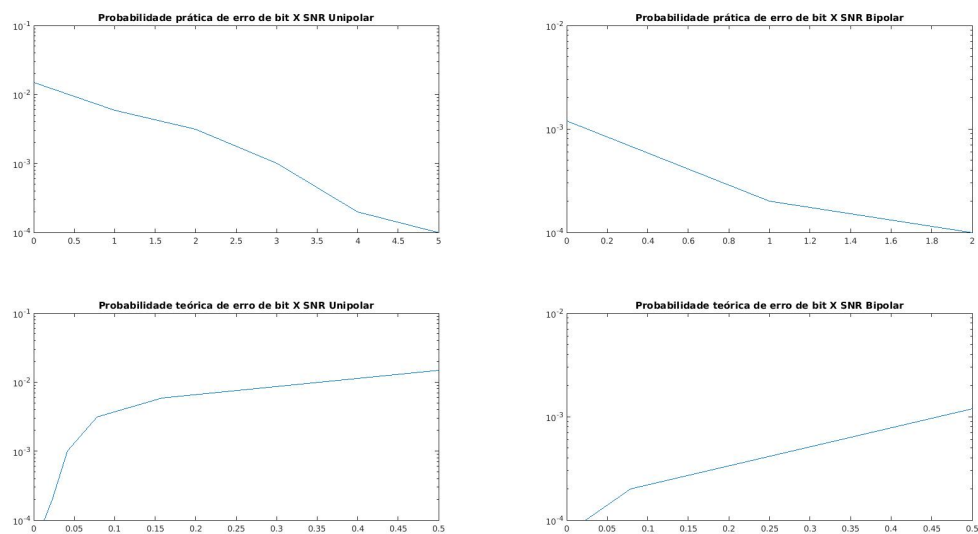 Probabilidade prática de erro de bit X SNR Unipolar
10^-1
10^-2
10^-3
10^-4
0 0.5 1 1.5 2 2.5 3 3.5 4 4.5 5
Probabilidade prática de erro de bit X SNR Bipolar
10^-2
10^-3
10^-4
0 0.2 0.4 0.6 0.8 1 1.2 1.4 1.6 1.8 2
Probabilidade teórica de erro de bit X SNR Unipolar
10^-1
10^-2
10^-3
10^-4
0 0.05 0.1 0.15 0.2 0.25 0.3 0.35 0.4 0.45 0.5
Probabilidade teórica de erro de bit X SNR Bipolar
10^-2
10^-3
10^-4
0 0.05 0.1 0.15 0.2 0.25 0.3 0.35 0.4 0.45 0.5